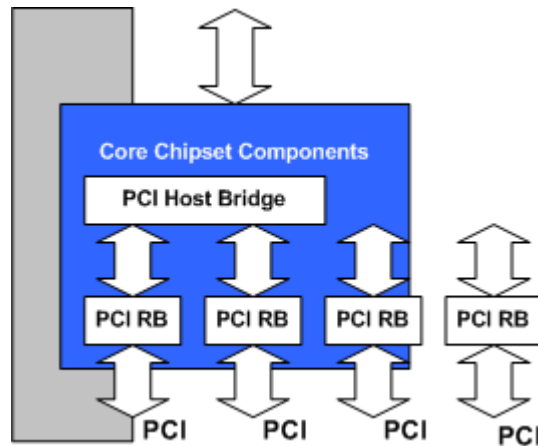 Core Chipset Components
PCI Host Bridge
PCI RB PCI RB PCI RB PCI RB
PCI PCI PCI PCI